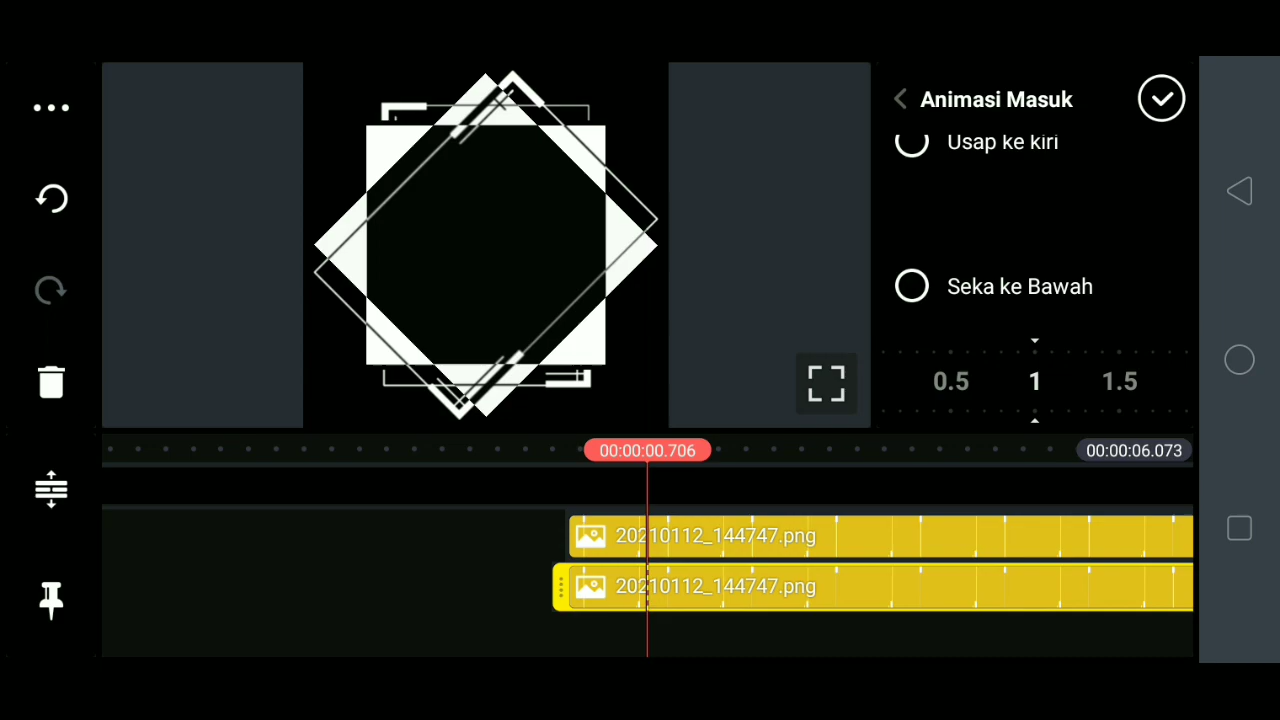 Animasi Masuk
Usap ke kiri
Seka ke Bawah
0.5 1 1.5
00:00:00.706
00:00:06.073
20210112_144747.png
20210112_144747.png